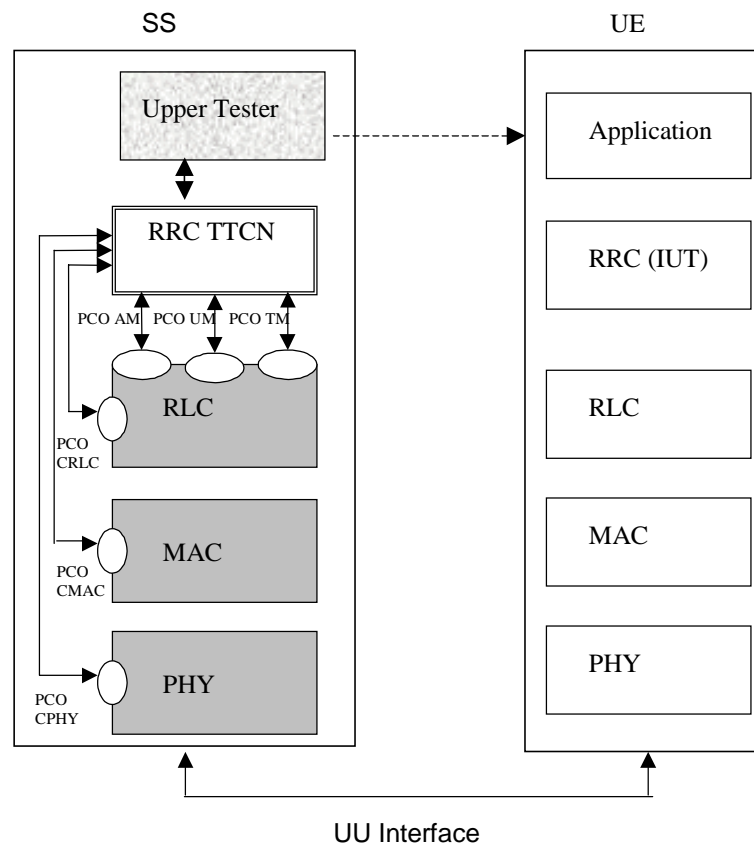 SS
UE
Upper Tester
Application
RRC TTCN
RRC (IUT)
PCO AM
PCO UM
PCO TM
RLC
RLC
PCO
CRLC
MAC
MAC
PCO
CMAC
PHY
PHY
PCO
CPHY
UU Interface